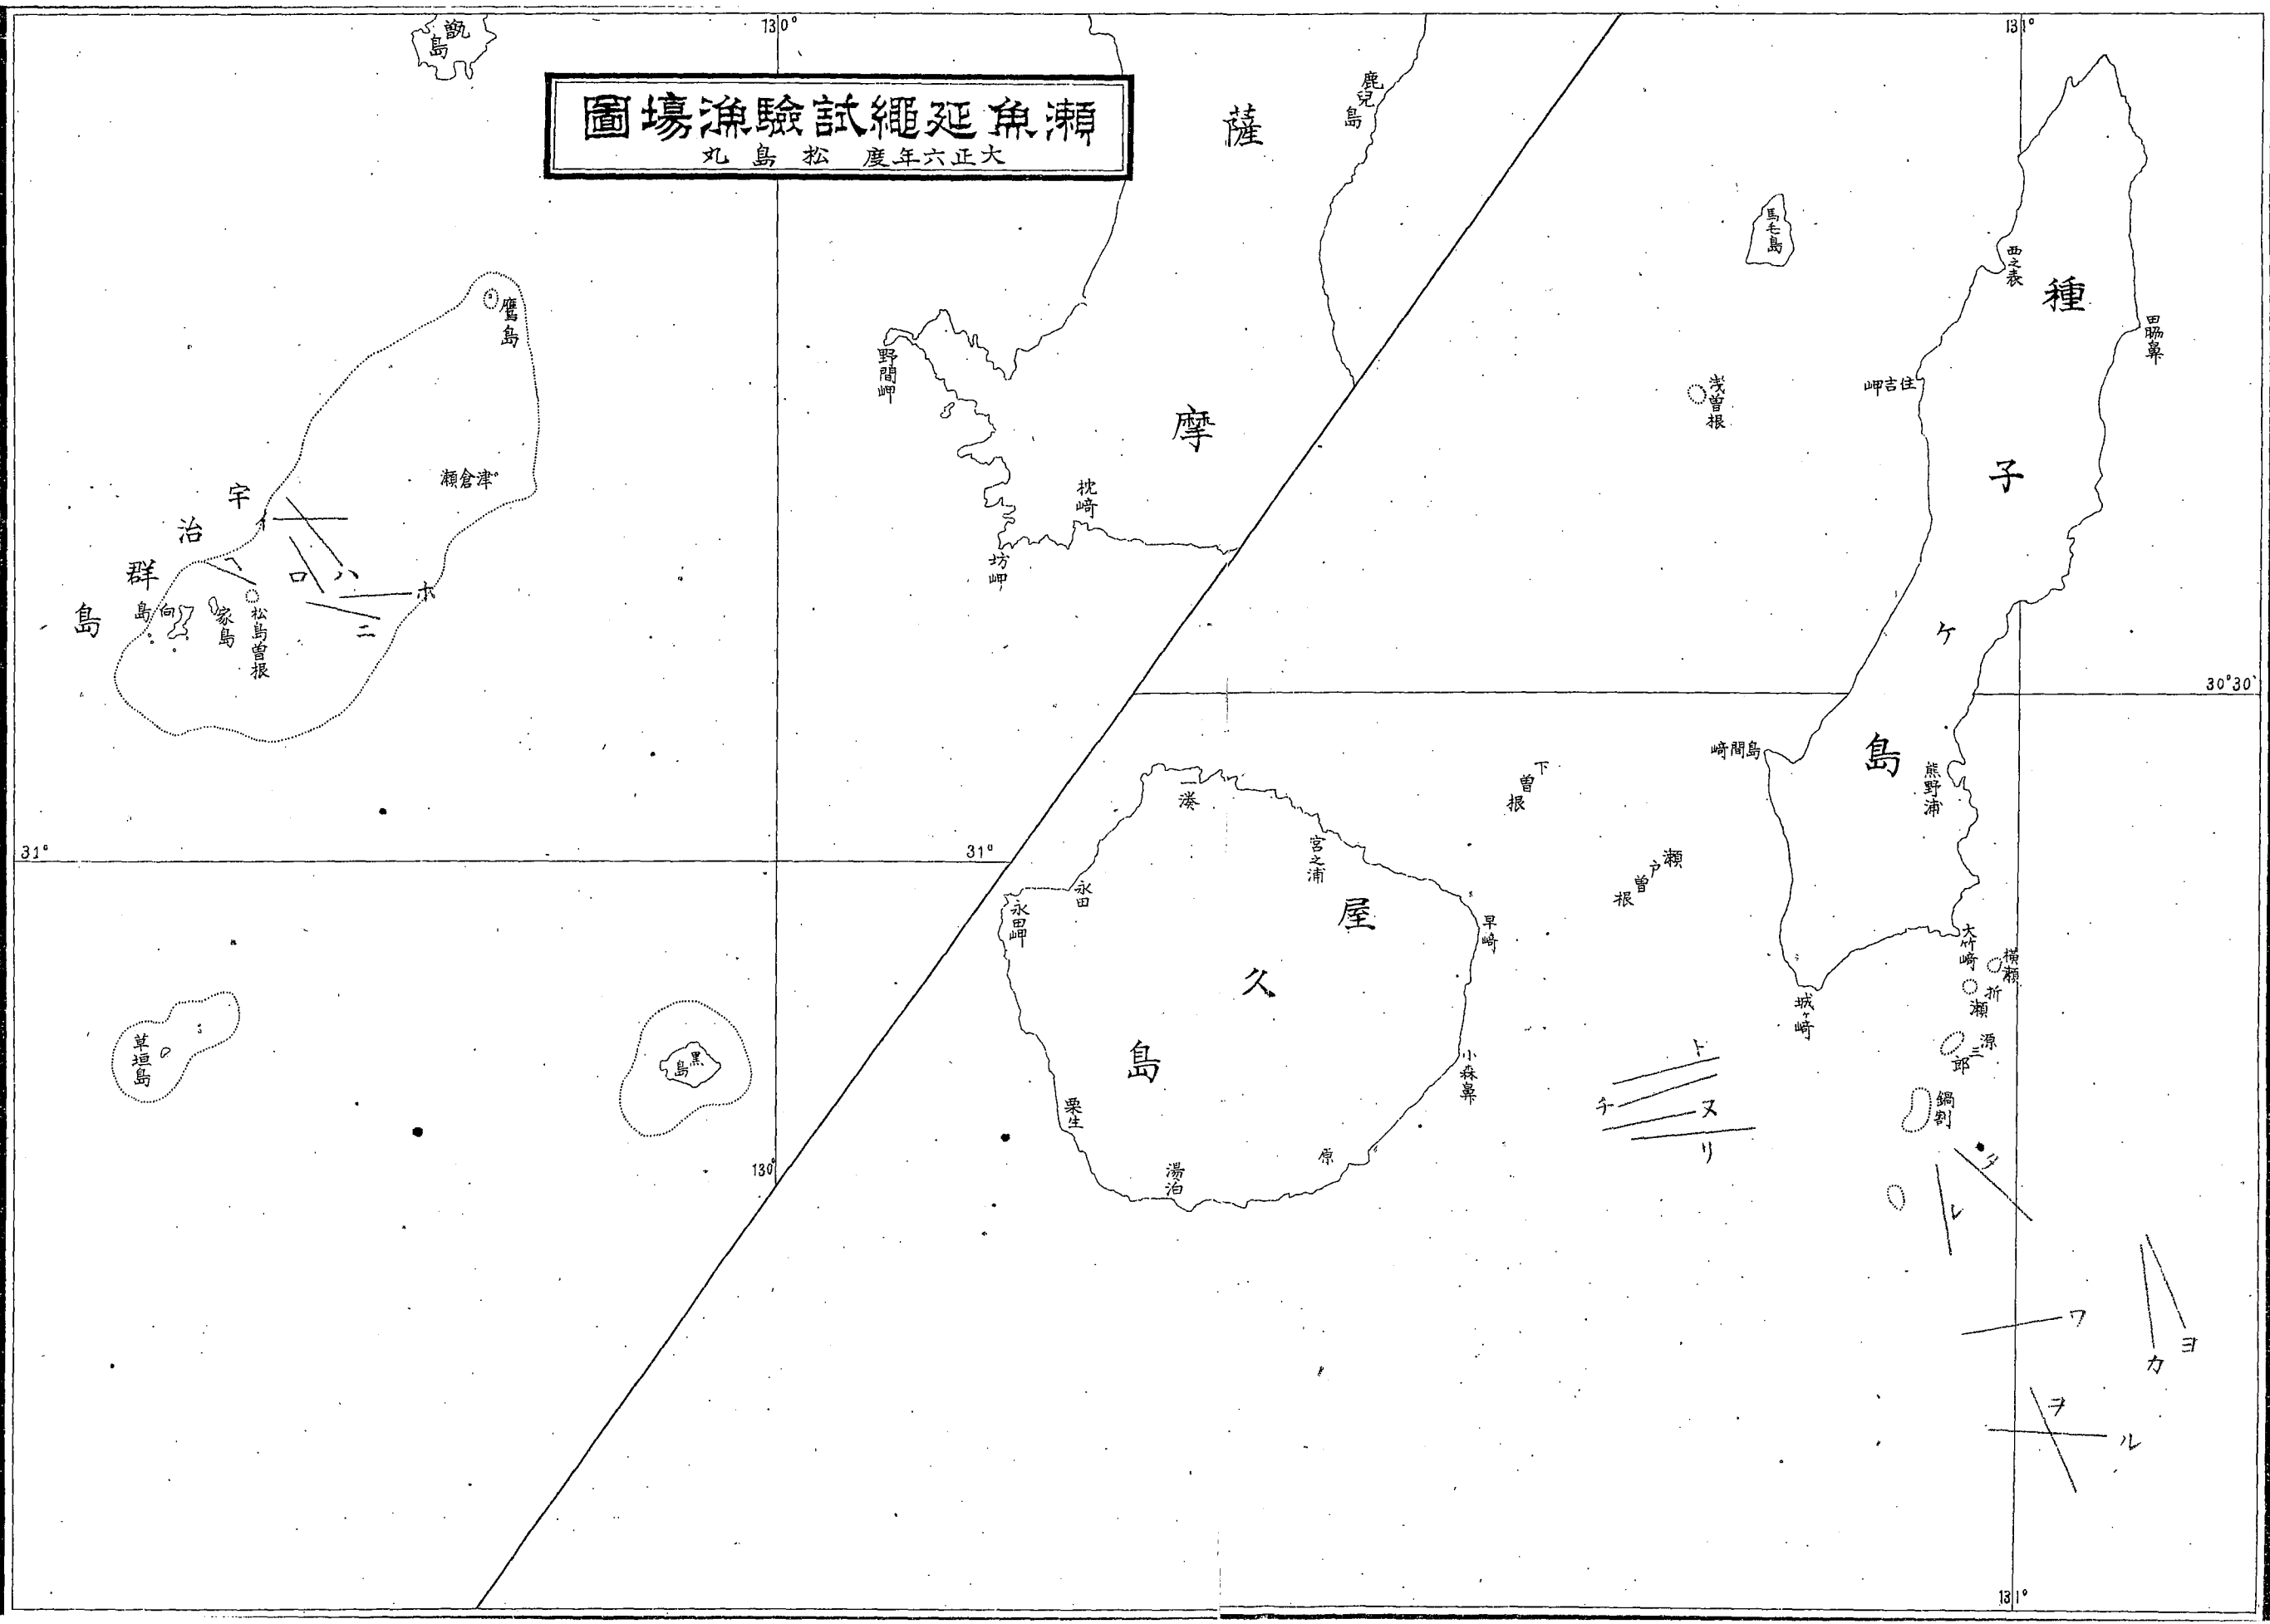 瀬魚延縄試驗漁場圖
大正六年度 松島丸
130°
131°
甑島
薩摩
鹿兒島
馬毛島
種子ケ島
西之表
田脇鼻
住吉岬
浅曽根
鷹島
津倉瀬
宇治群島
向島
家島
松島曽根
イ
ロ
ハ
ニ
ホ
ヘ
野間岬
枕崎
坊岬
30°30'
島間崎
熊野浦
下曽根
瀬戸曽根
31°
31°
一湊
宮之浦
永田
永田岬
屋久島
早崎
小森鼻
原
湯泊
栗生
大竹崎
横瀬
折瀬
源三郎
鍋割
城ケ崎
草垣島
黒島
130°
ト
チ
ヌ
リ
タ
レ
ワ
カ
ヨ
ヲ
ル
131°